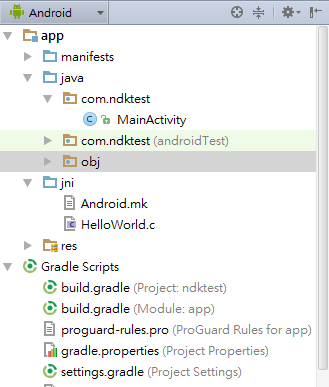 Android
app
manifests
java
com.ndktest
MainActivity
com.ndktest (androidTest)
obj
jni
Android.mk
HelloWorld.c
res
Gradle Scripts
build.gradle (Project: ndktest)
build.gradle (Module: app)
proguard-rules.pro (ProGuard Rules for app)
gradle.properties (Project Properties)
settings.gradle (Project Settings)